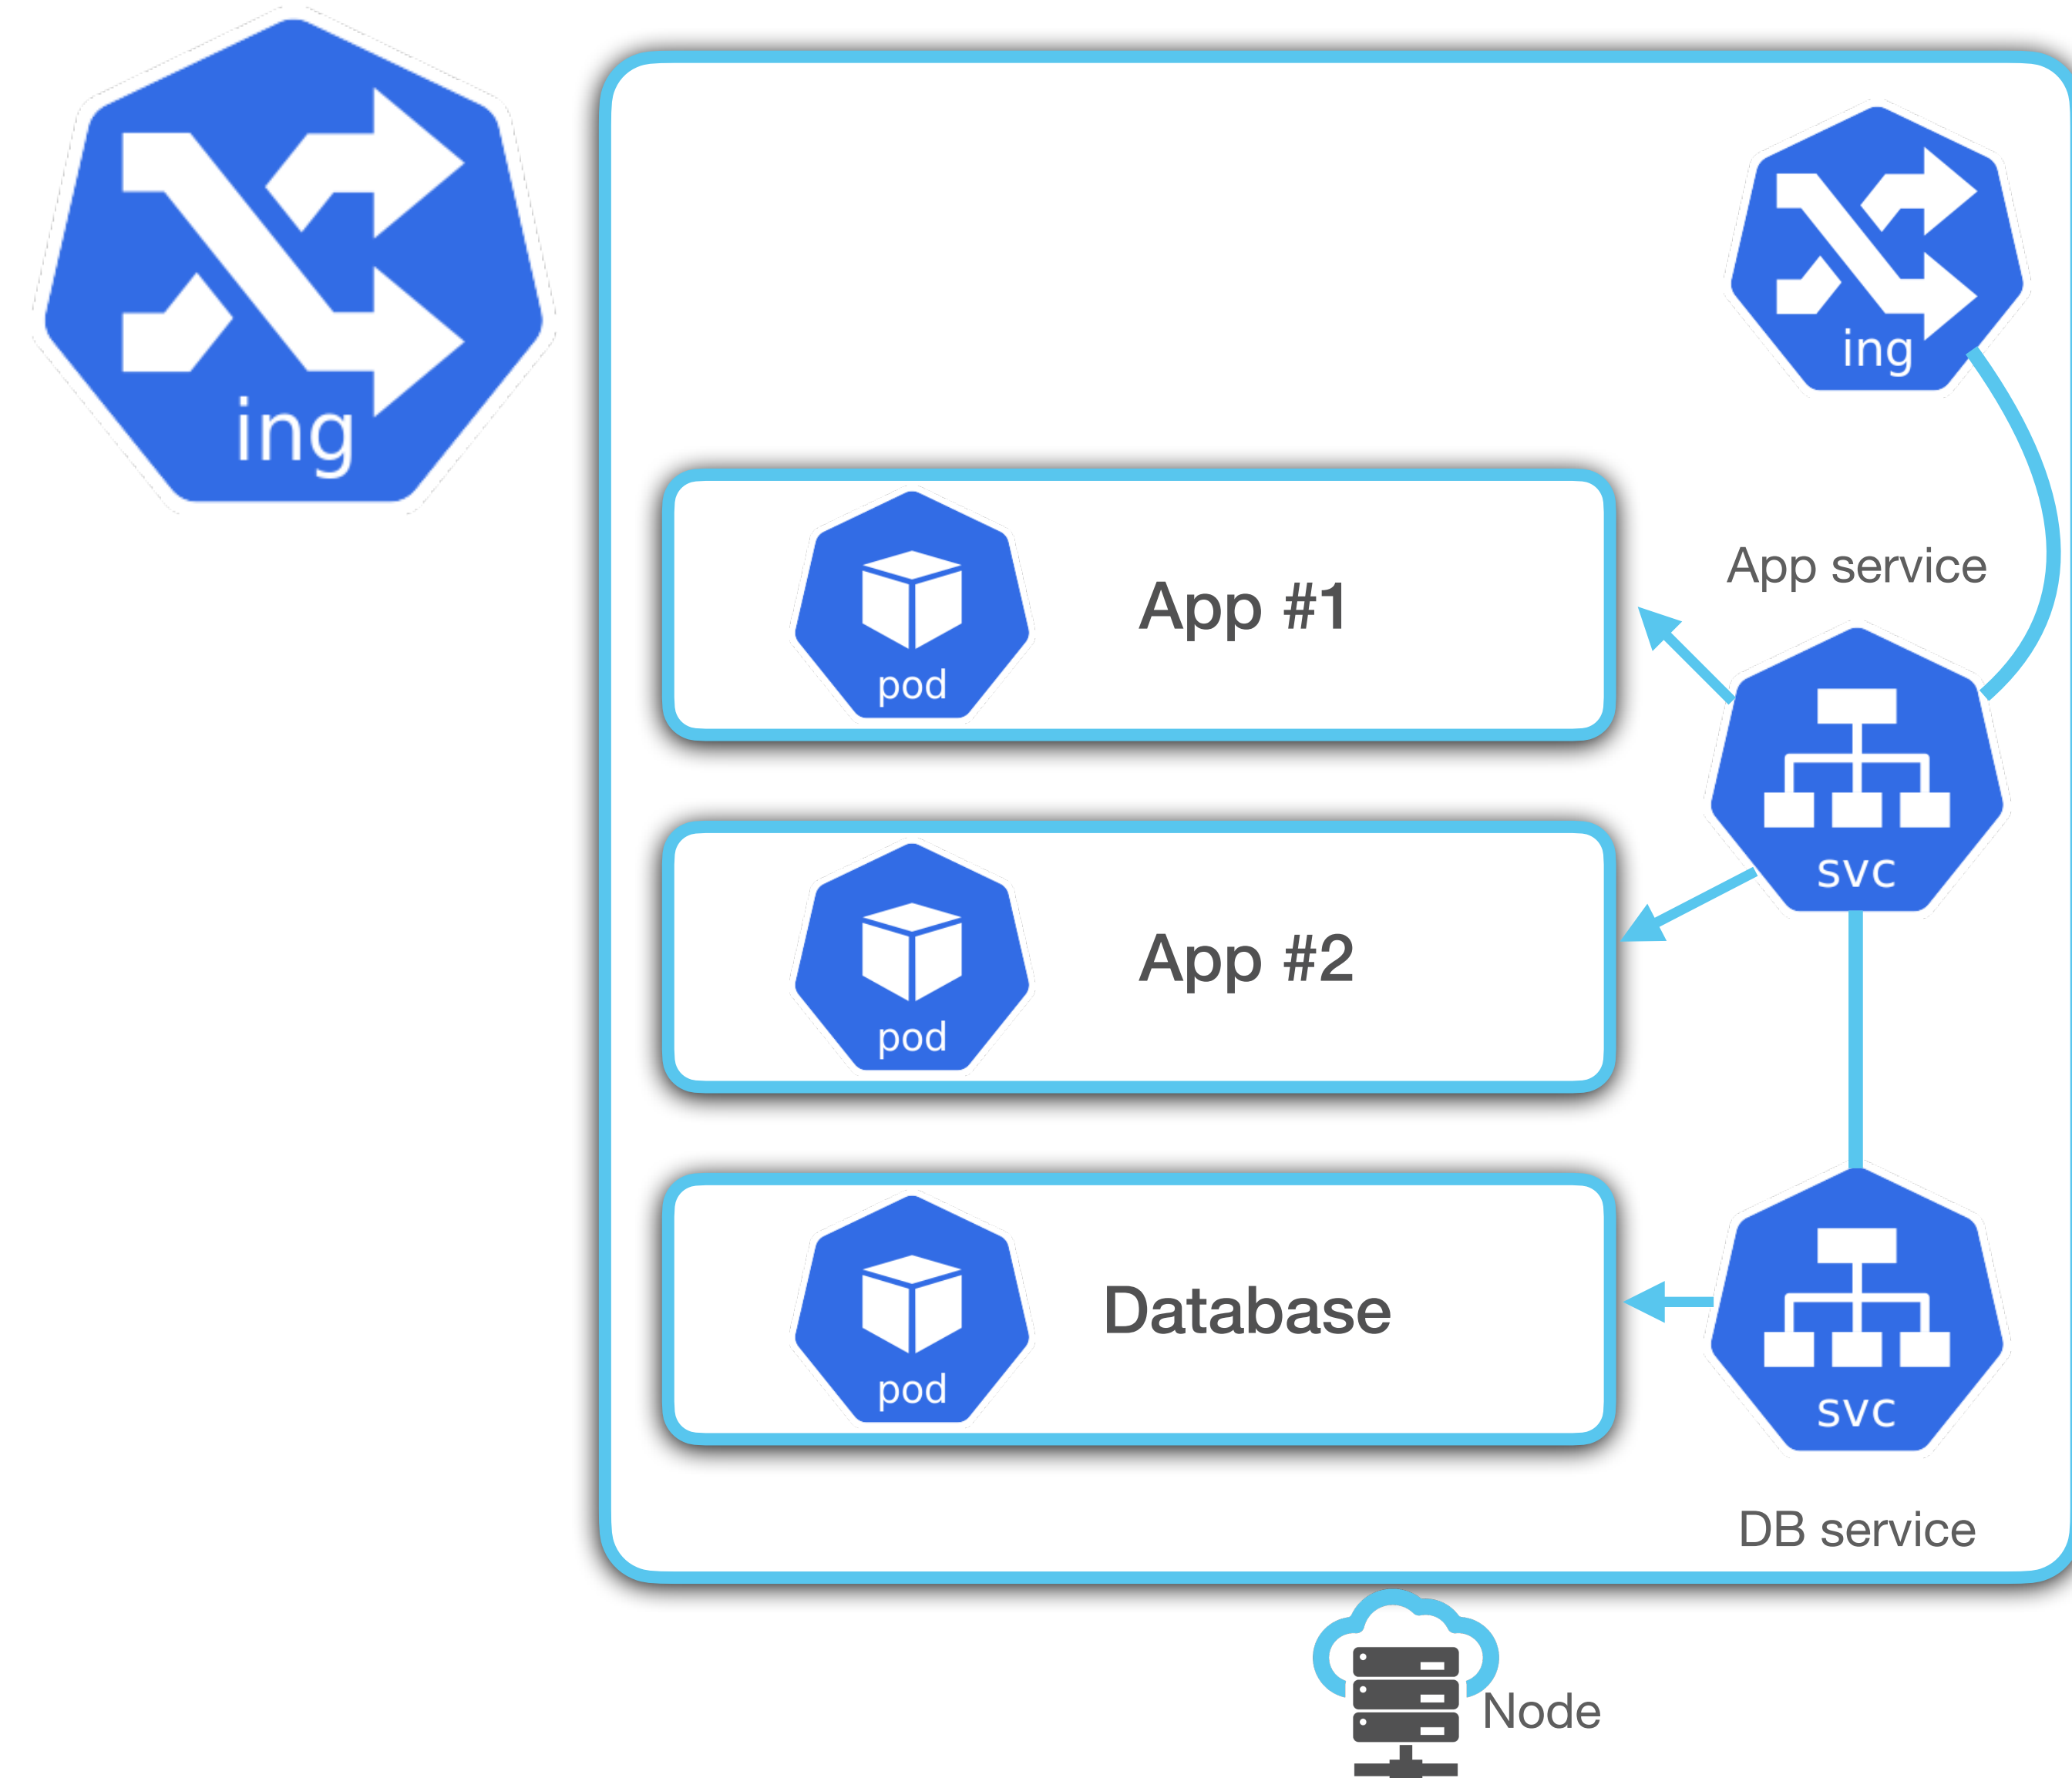 ing
ing
App service
pod
App #1
svc
pod
App #2
pod
Database
svc
DB service
Node